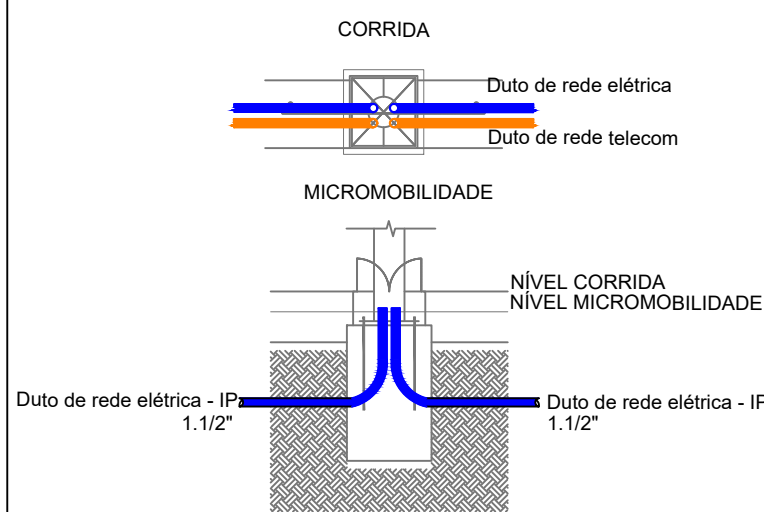 CORRIDA
Duto de rede elétrica
Duto de rede telecom
MICROMOBILIDADE
NÍVEL CORRIDA
NÍVEL MICROMOBILIDADE
Duto de rede elétrica - IP
1.1/2"
Duto de rede elétrica - IP
1.1/2"